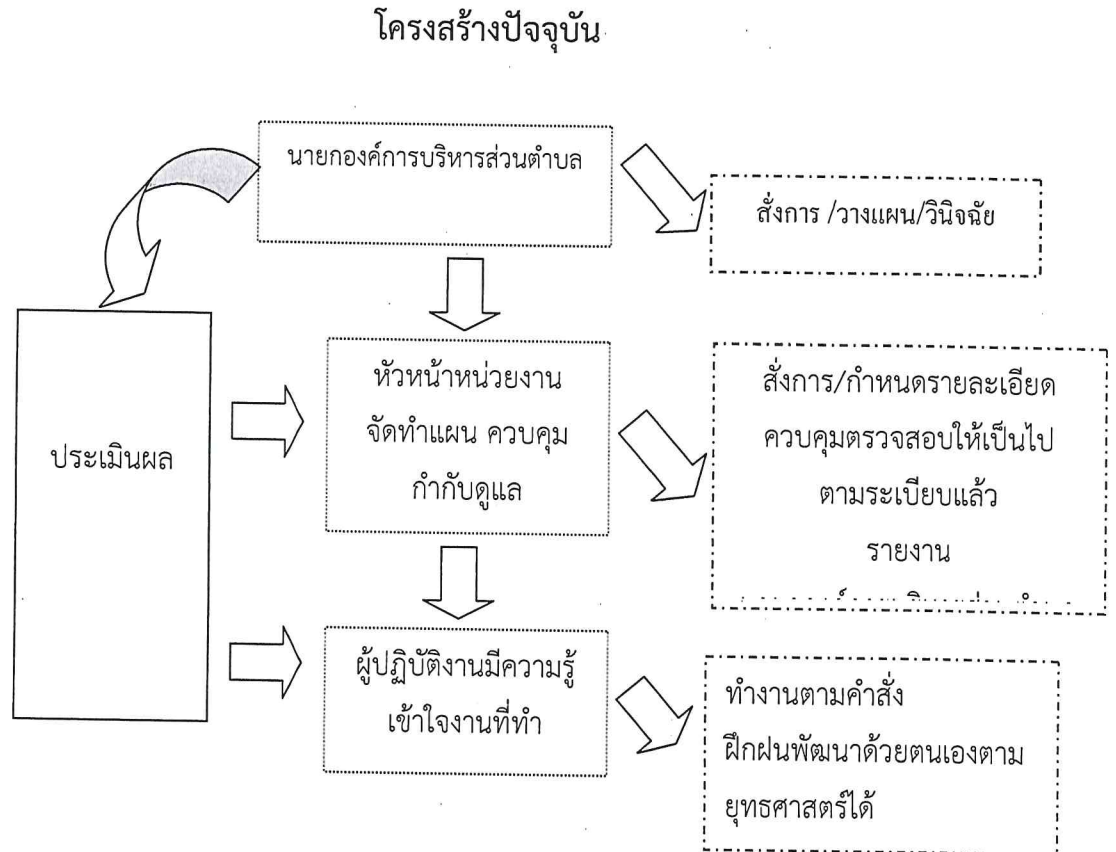 โครงสร้างปัจจุบัน
นายกองค์การบริหารส่วนตำบล
สั่งการ /วางแผน/วินิจฉัย
ประเมินผล
หัวหน้าหน่วยงาน
จัดทำแผน ควบคุม
กำกับดูแล
สั่งการ/กำหนดรายละเอียด
ควบคุมตรวจสอบให้เป็นไป
ตามระเบียบแล้ว
รายงาน
ผู้ปฏิบัติงานมีความรู้
เข้าใจงานที่ทำ
ทำงานตามคำสั่ง
ฝึกฝนพัฒนาด้วยตนเองตาม
ยุทธศาสตร์ได้